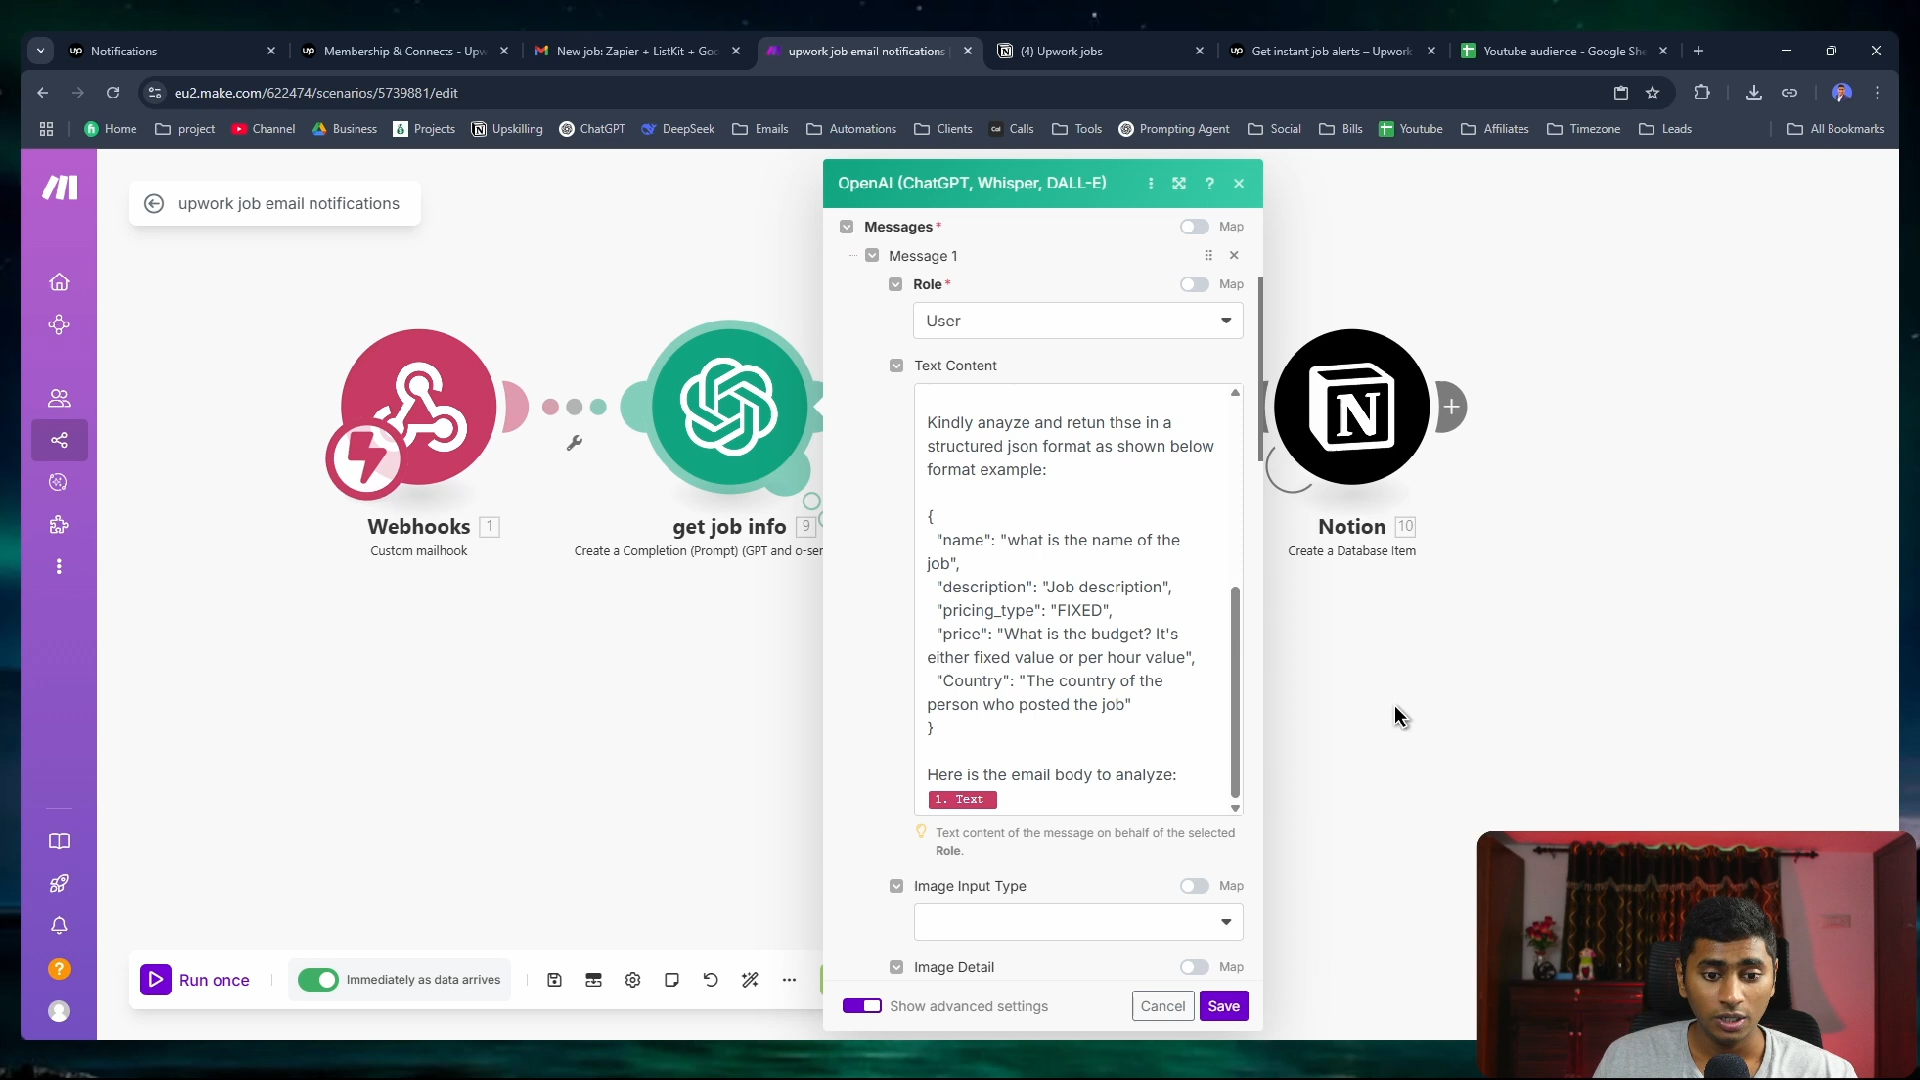 Notifications
Membership & Connects - Upw
New job: Zapier + ListKit + Goo
upwork job email notifications
(4) Upwork jobs
Get instant job alerts – Upwork
Youtube audience - Google She
eu2.make.com/622474/scenarios/5739881/edit
Home
project
Channel
Business
Projects
Upskilling
ChatGPT
DeepSeek
Emails
Automations
Clients
Cal
Calls
Tools
Prompting Agent
Social
Bills
Youtube
Affiliates
Timezone
Leads
All Bookmarks
upwork job email notifications
OpenAI (ChatGPT, Whisper, DALL-E)
Messages*
Map
Message 1
Role*
Map
User
Text Content
Kindly anayze and retun thse in a
structured json format as shown below
format example:
{
"name": "what is the name of the
job",
"description": "Job description",
"pricing_type": "FIXED",
"price": "What is the budget? It's
either fixed value or per hour value",
"Country": "The country of the
person who posted the job"
}
Here is the email body to analyze:
1. Text
Text content of the message on behalf of the selected
Role.
Image Input Type
Map
Image Detail
Map
Show advanced settings
Cancel
Save
Webhooks 1
Custom mailhook
get job info 9
Create a Completion (Prompt) (GPT and o-ser
Notion 10
Create a Database Item
Run once
Immediately as data arrives